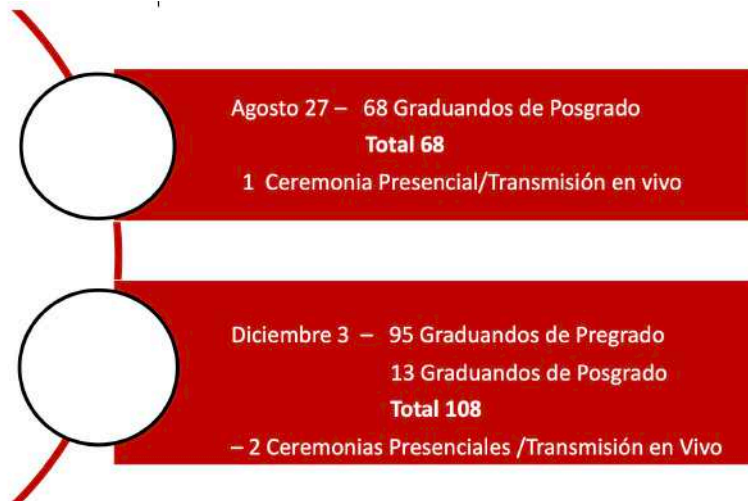 Agosto 27 – 68 Graduandos de Posgrado
Total 68
1 Ceremonia Presencial/Transmisión en vivo
Diciembre 3 – 95 Graduandos de Pregrado
13 Graduandos de Posgrado
Total 108
– 2 Ceremonias Presenciales /Transmisión en Vivo